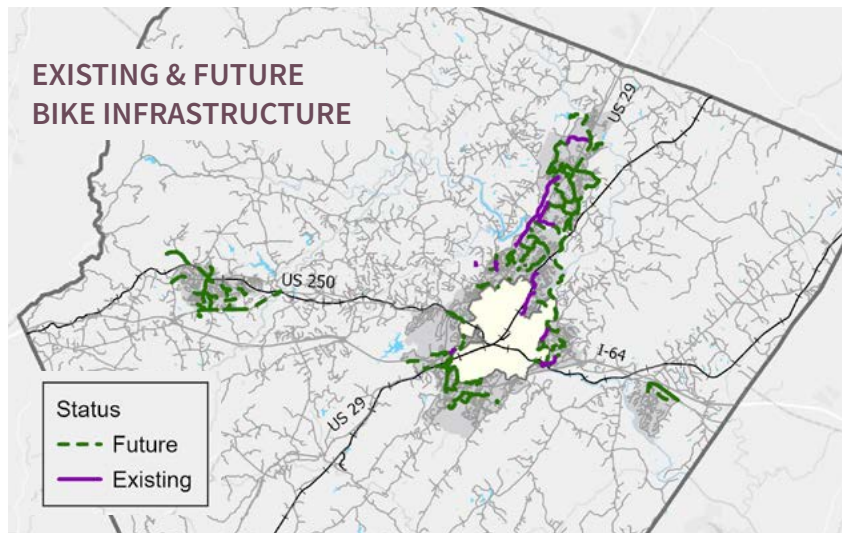 EXISTING & FUTURE
BIKE INFRASTRUCTURE
US 29
US 250
I-64
US 29
Status
Future
Existing